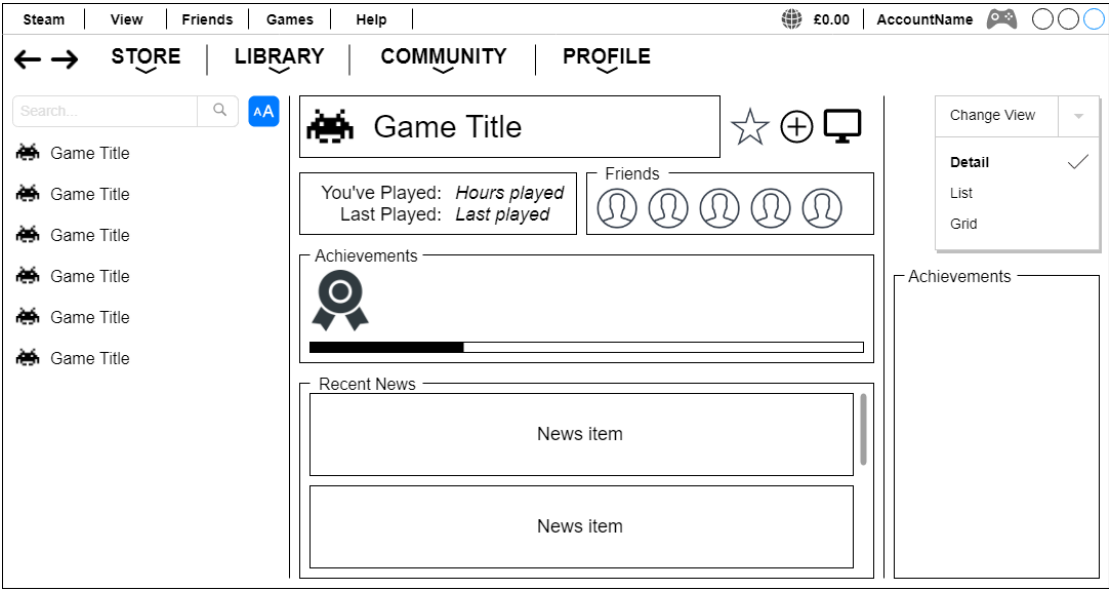 Steam View Friends Games Help £0.00 AccountName
STORE LIBRARY COMMUNITY PROFILE
Search...
AA
Game Title
Game Title
Game Title
Game Title
Game Title
Game Title
Game Title
You've Played: Hours played
Last Played: Last played
Friends
Achievements
Recent News
News item
News item
Change View
Detail
List
Grid
Achievements